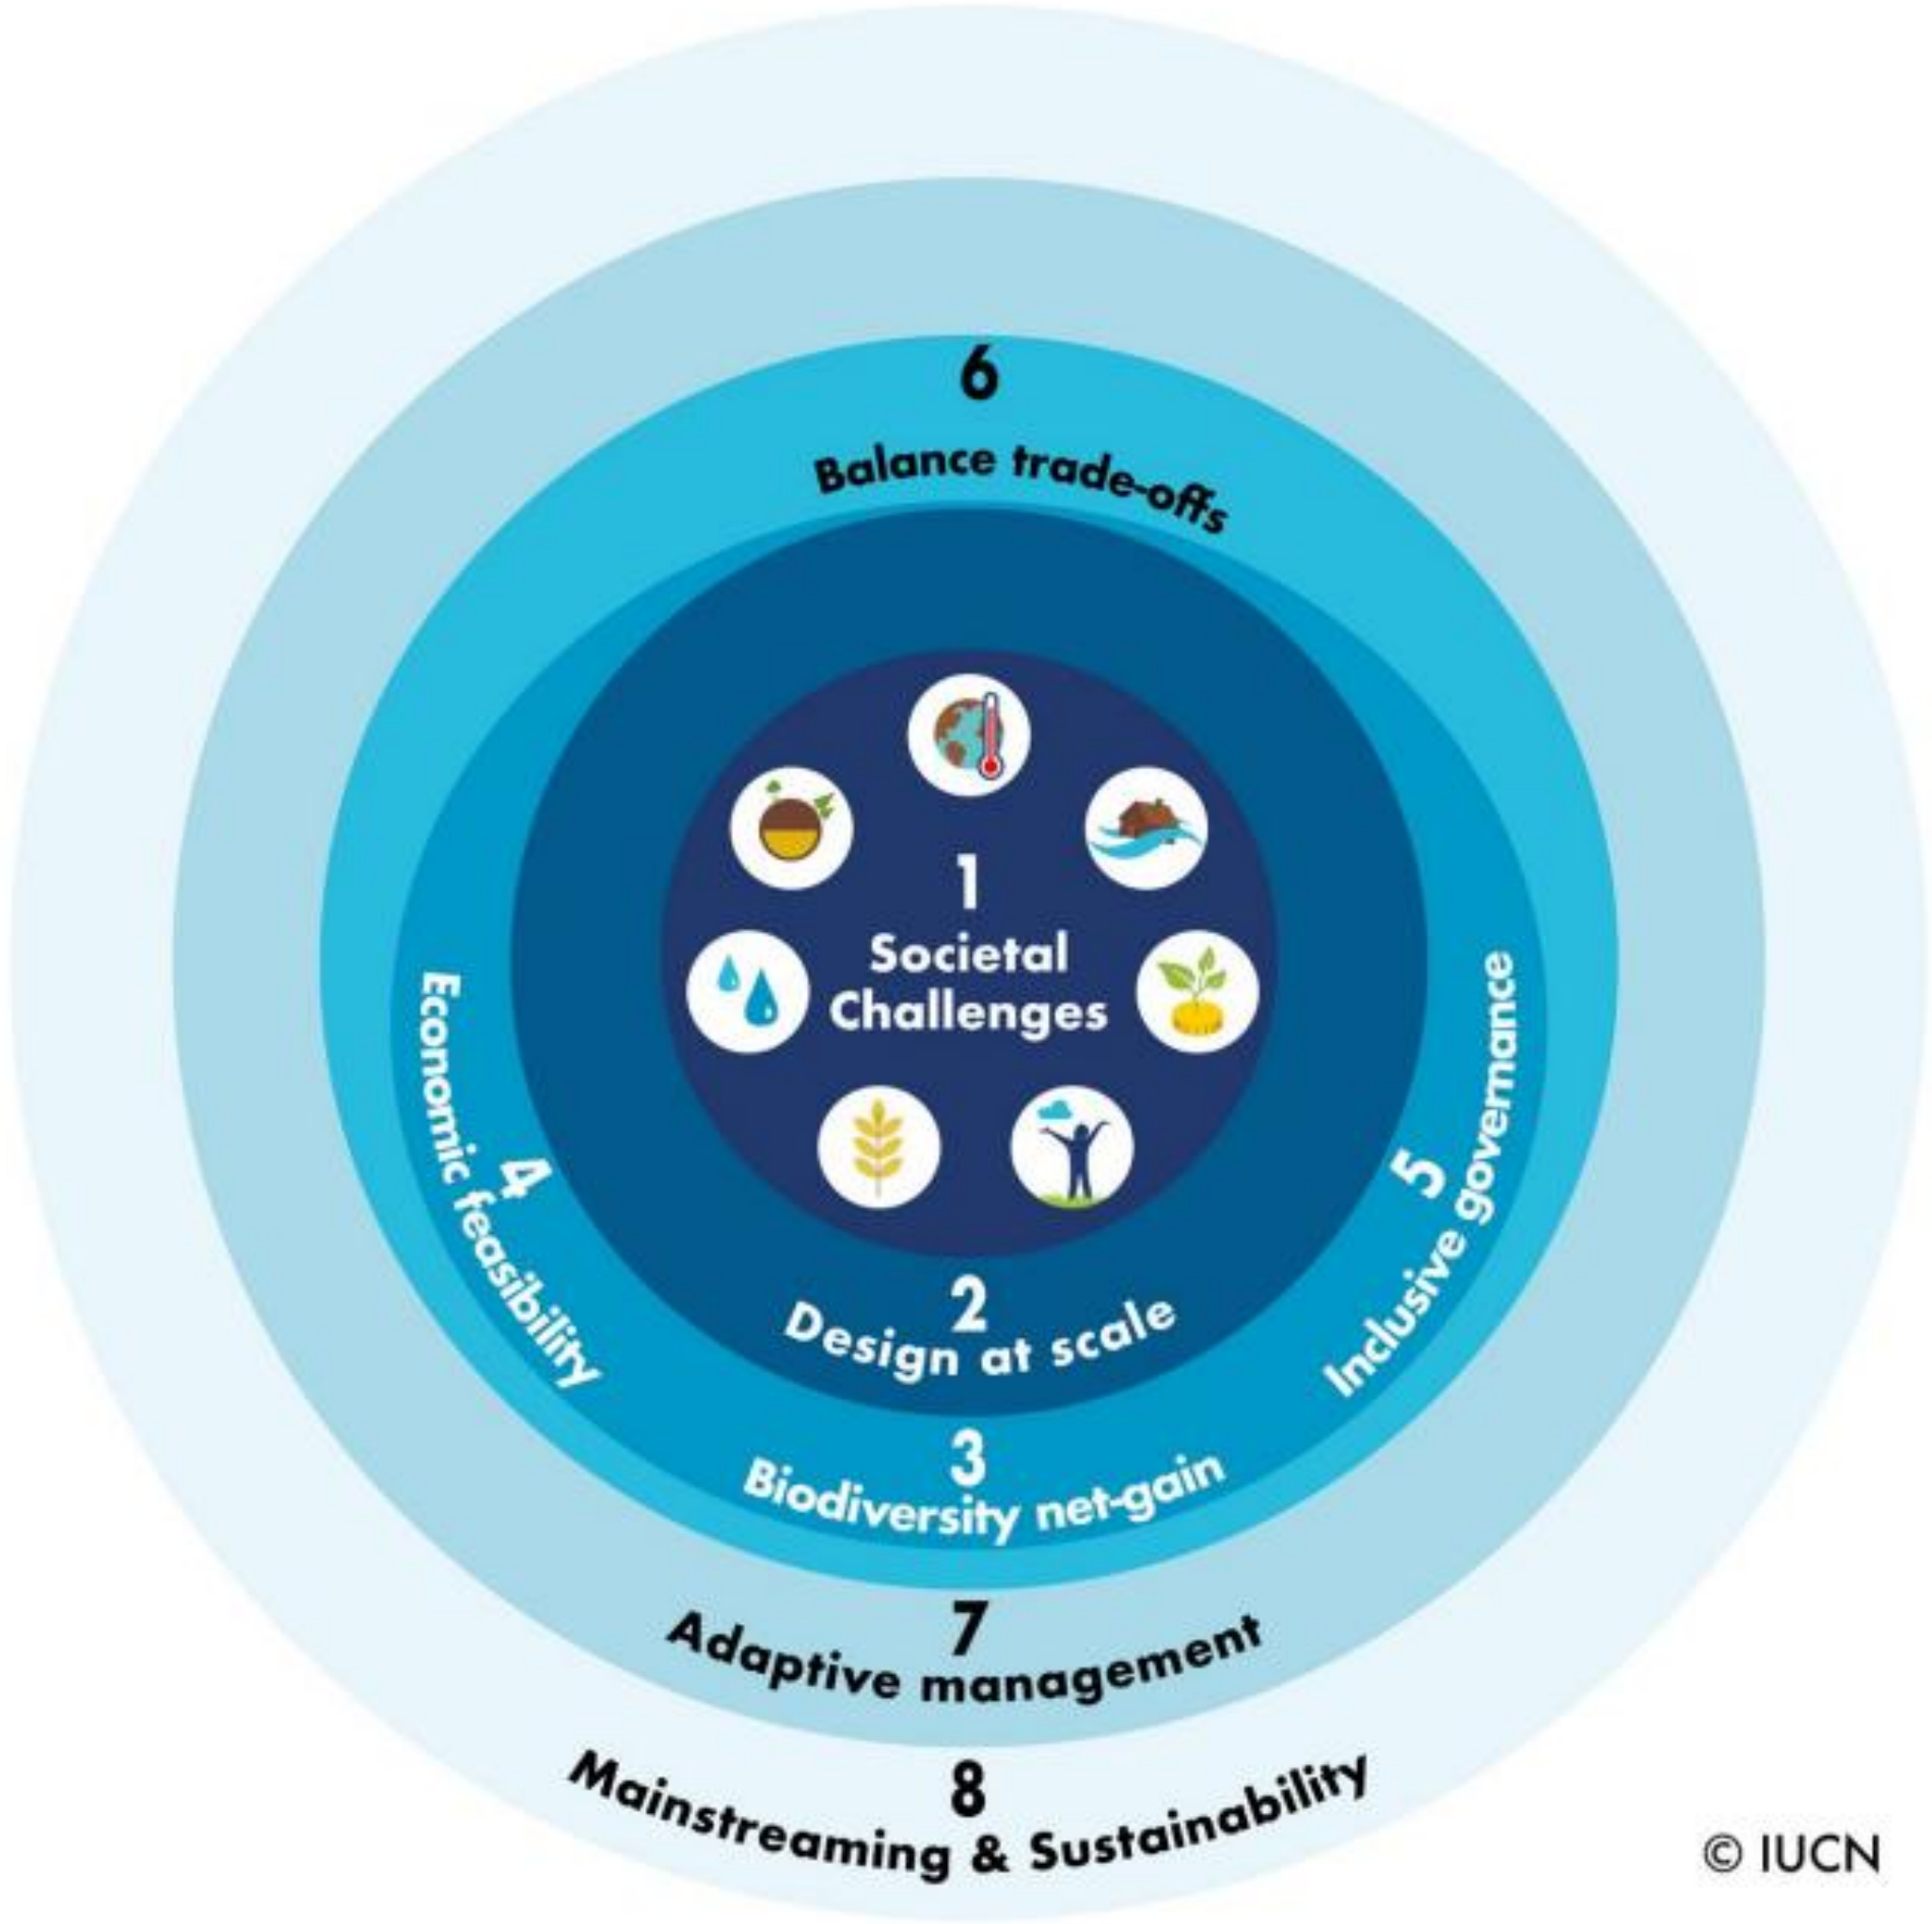 6
Balance trade-offs
1
Societal
Challenges
4
Economic feasibility
5
Inclusive governance
2
Design at scale
3
Biodiversity net-gain
7
Adaptive management
8
Mainstreaming & Sustainability
© IUCN